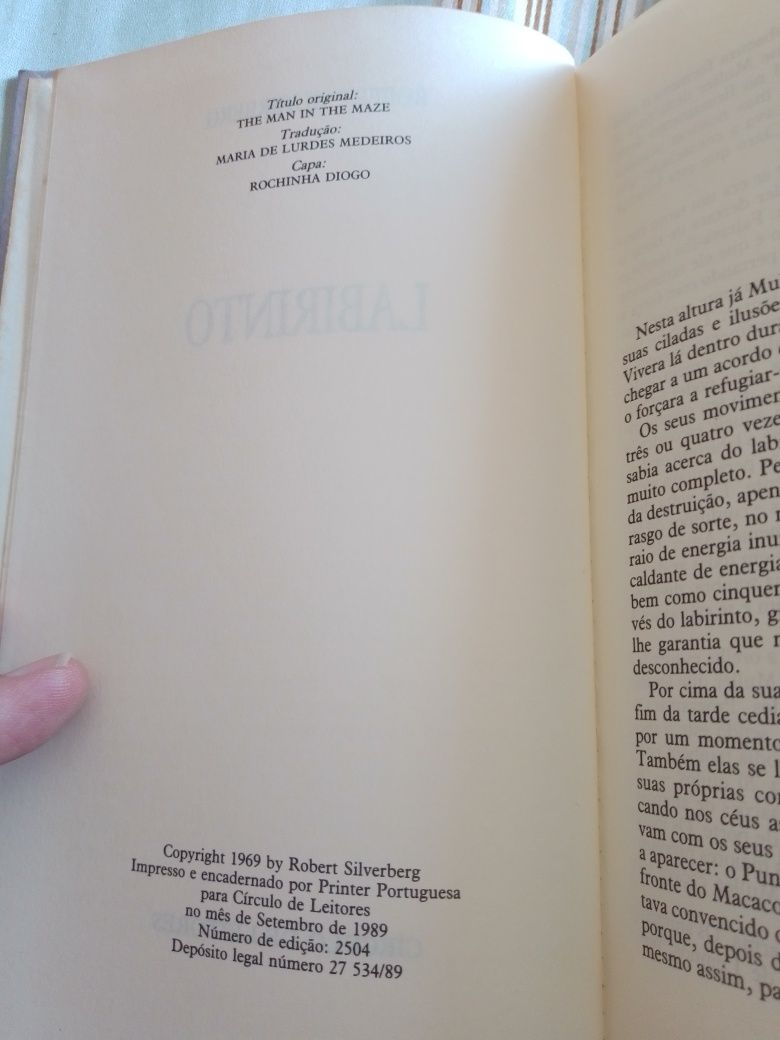 Título original:
THE MAN IN THE MAZE
Tradução:
MARIA DE LURDES MEDEIROS
Capa:
ROCHINHA DIOGO
LABIRINTO
Copyright 1969 by Robert Silverberg
Impresso e encadernado por Printer Portuguesa
para Círculo de Leitores
no mês de Setembro de 1989
Número de edição: 2504
Depósito legal número 27 534/89
Nesta altura já
suas ciladas e
Vivera lá dentro
chegar a um acordo
o forçara a
Os seus
três ou quatro
sabia acerca do
muito completo.
da destruição,
rasgo de sorte, no
raio de energia
caldante de
bem como
vés do labirinto,
lhe garantia que
desconhecido.
Por cima da sua
fim da tarde
por um momento
Também elas se
suas próprias
cando nos céus
vam com os seus
a aparecer: o
fronte do
tava convencido
porque, depois
mesmo assim,